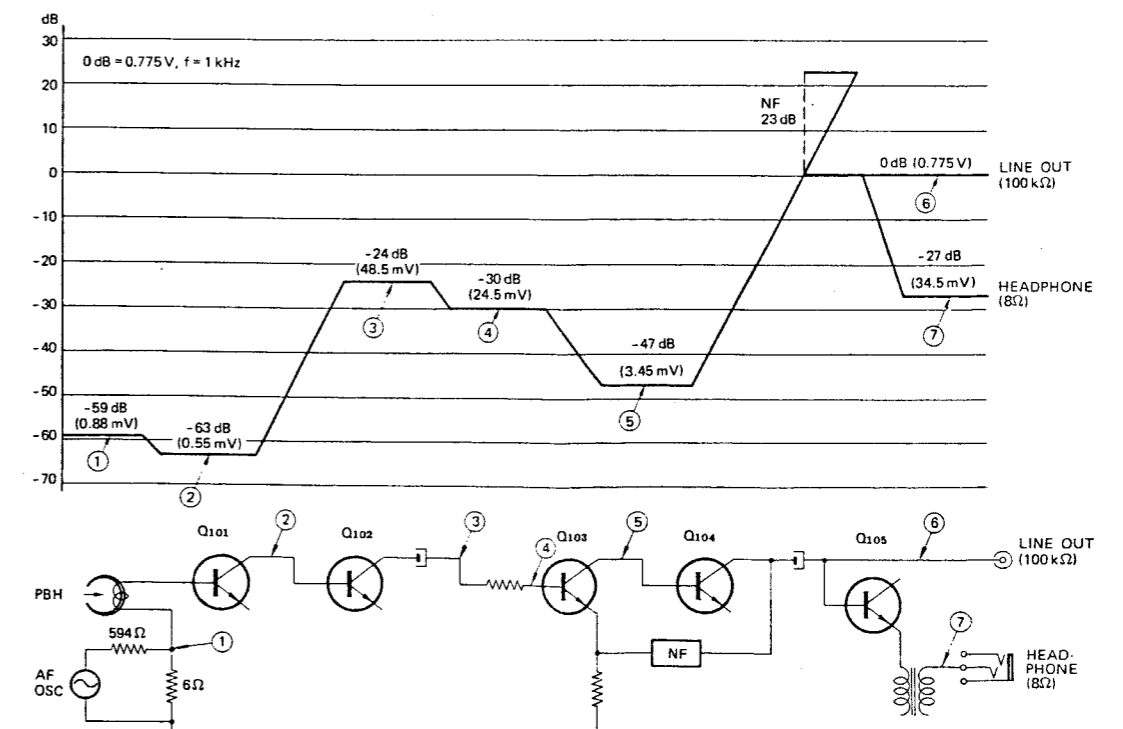 dB
30
0 dB = 0.775 V, f = 1 kHz
20
NF
23 dB
10
0
0 dB (0.775 V)
LINE OUT
(100 kΩ)
6
-10
-20
-24 dB
(48.5 mV)
-27 dB
-30 dB
(24.5 mV)
(34.5 mV)
HEADPHONE
(8Ω)
-30
3
4
7
-40
-47 dB
(3.45 mV)
-50
5
-59 dB
(0.88 mV)
-63 dB
(0.55 mV)
-60
1
-70
2
Q101
2
Q102
3
Q103
5
Q104
Q105
6
LINE OUT
(100 kΩ)
4
PBH
594 Ω
1
AF
OSC
6Ω
NF
7
HEAD-
PHONE
(8Ω)